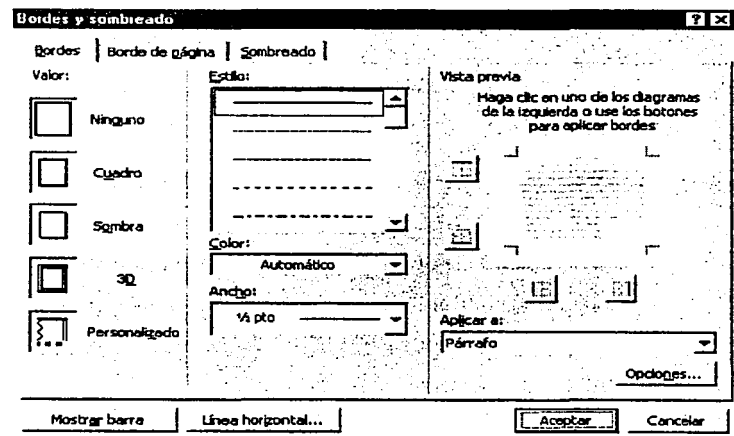 Bordes y sombreado
Bordes
Borde de página
Sombreado
Valor:
Ninguno
Cuadro
Sombra
3D
Personalizado
Estilo:
Color:
Automático
Ancho:
½ pto
Vista previa
Haga clic en uno de los diagramas
de la izquierda o use los botones
para aplicar bordes
Aplicar a:
Párrafo
Opciones...
Mostrar barra
Línea horizontal...
Aceptar
Cancelar